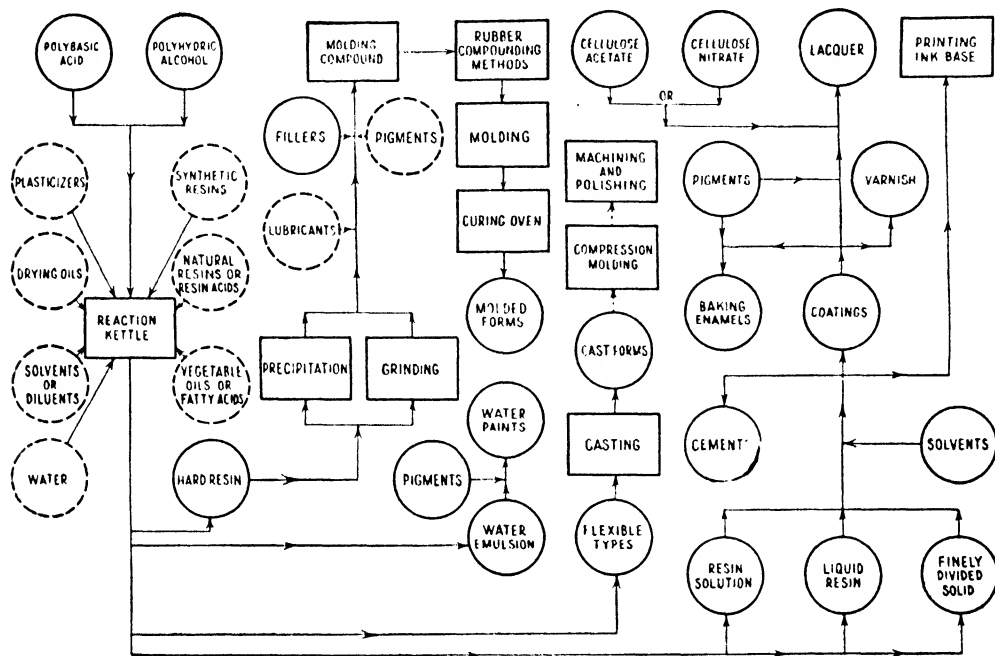 POLYBASIC
ACID
POLYHYDRIC
ALCOHOL
MOLDING
COMPOUND
RUBBER
COMPOUNDING
METHODS
CELLULOSE
ACETATE
CELLULOSE
NITRATE
LACQUER
PRINTING
INK BASE
OR
FILLERS
PIGMENTS
MOLDING
MACHINING
AND
POLISHING
PIGMENTS
VARNISH
PLASTICIZERS
SYNTHETIC
RESINS
LUBRICANTS
CURING OVEN
COMPRESSION
MOLDING
DRYING OILS
NATURAL
RESINS OR
RESIN ACIDS
MOLDED
FORMS
BAKING
ENAMELS
COATINGS
REACTION
KETTLE
PRECIPITATION
GRINDING
CAST FORMS
SOLVENTS
OR
DILUENTS
VEGETABLE
OILS OR
FATTY ACIDS
WATER
PAINTS
CASTING
CEMENTS
SOLVENTS
WATER
HARD RESIN
PIGMENTS
WATER
EMULSION
FLEXIBLE
TYPES
RESIN
SOLUTION
LIQUID
RESIN
FINELY
DIVIDED
SOLID